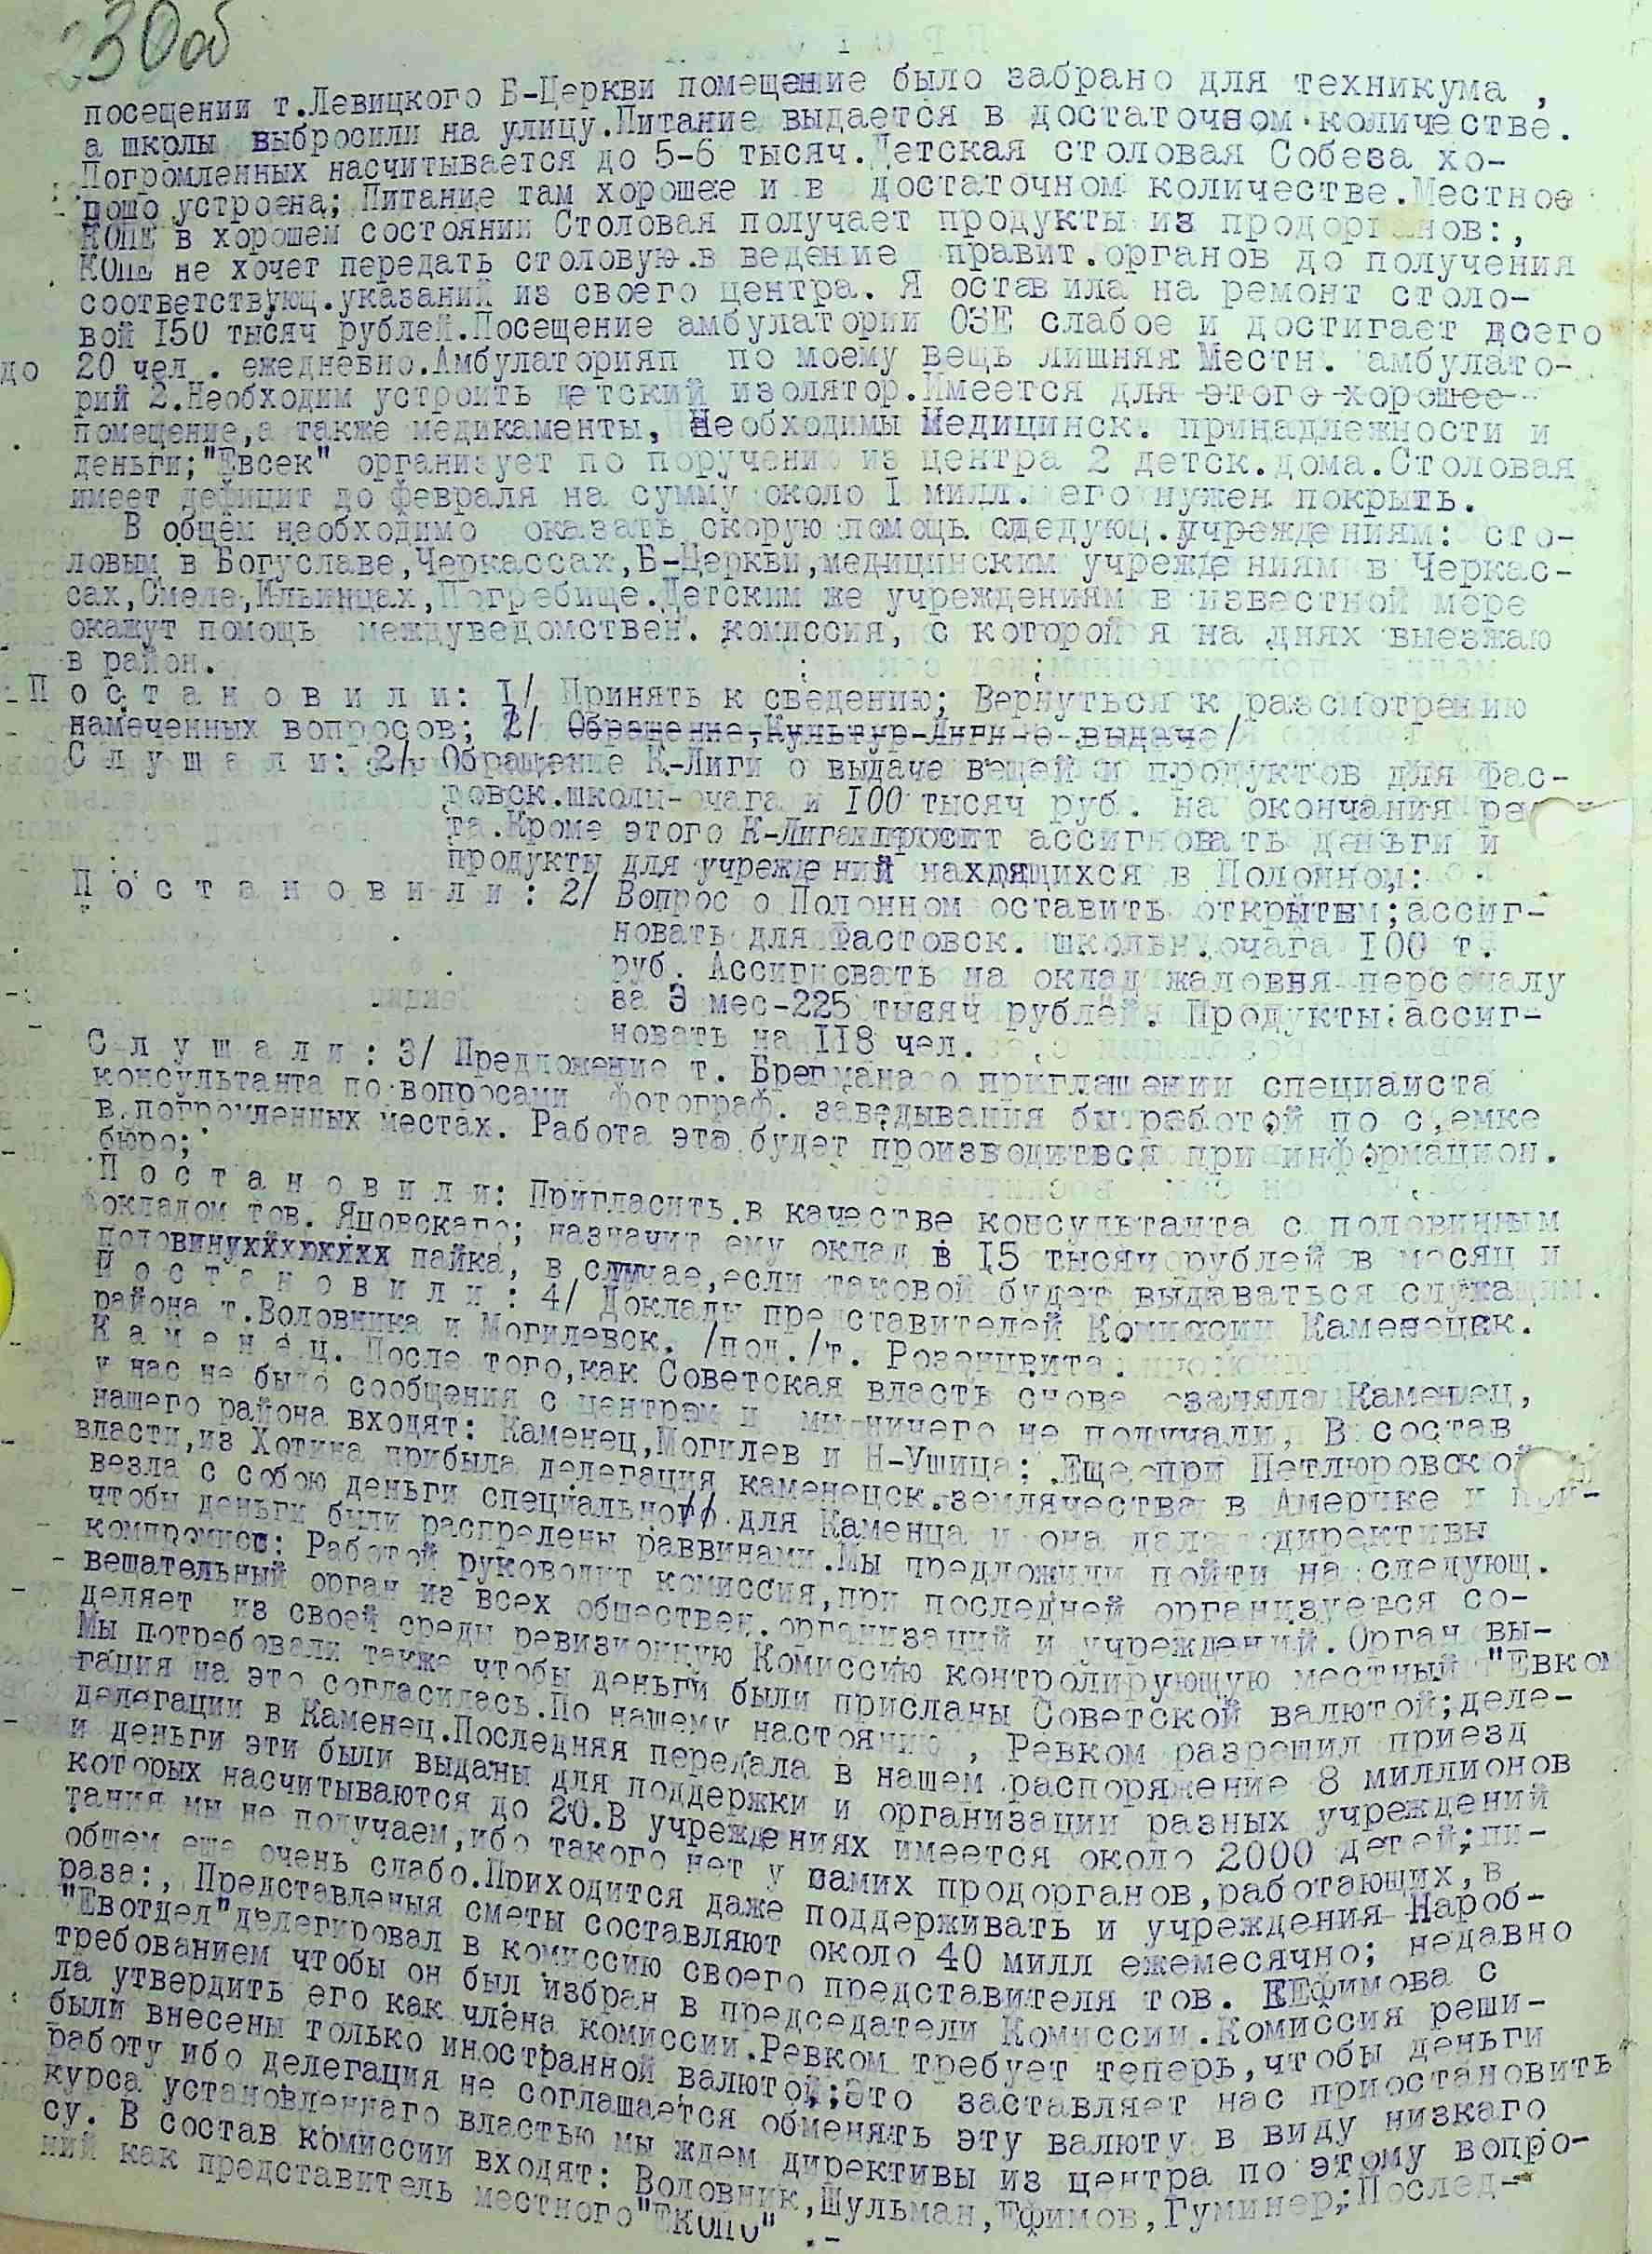 30об
посещении т.Левицкого Б-Церкви помещение было забрано для техникума ,
а школы выбросили на улицу.Питание выдается в достаточном количестве.
Погромленных насчитывается до 5-6 тысяч.Детская столовая Собеза хо-
рошо устроена; Питание там хорошее и в достаточном количестве.Местное
КОПЕ в хорошем состоянии Столовая получает продукты из продорганов:,
КОПЕ не хочет передать столовую.в ведение правит.органов до получения
соответствующ.указаний из своего центра. Я оставила на ремонт столо-
вой 150 тысяч рублей.Посещение амбулатории ОЗЕ слабое и достигает всего
до 20 чел . ежедневно.Амбулаторияп по моему вещь лишняя Местн. амбулато-
рий 2.Необходим устроить детский изолятор.Имеется для этого хорошее
помещение,а также медикаменты, Необходимы Медицинск. принадлежности и
деньги;"Евсек" организует по поручению из центра 2 детск.дома.Столовая
имеет дефицит до февраля на сумму около 1 милл. его нужен покрыть.
В общем необходимо оказать скорую помощь следующ.учреждениям: сто-
ловым в Богуславе,Черкассах,Б-Церкви,медицинским учреждениям в Черкас-
сах,Смеле,Ильинцах,Погребище.Детским же учреждениям в известной мере
окажут помощь междуведомствен. комиссия, с которой я на днях выезжаю
в район.
П о с т а н о в и л и: 1/ Принять к сведению; Вернуться к рассмотрению
намеченных вопросов; 2/ Обращение,Культур-Лиги о выдаче/
С л у ш а л и: 2/ Обращение К-Лиги о выдаче вещей и продуктов для Фас-
товск.школы-очага и 100 тысяч руб. на окончания ре
та.Кроме этого К-Лига просит ассигновать деньги и
продукты для учреждений находящихся в Полонном:
П о с т а н о в и л и : 2/ Вопрос о Полонном оставить открытым;ассиг-
новать для Фастовск. школьн.очага 100 т.
руб. Ассигновать на оклад жаловня персоналу
за 3 мес-225 тысяч рублей. Продукты ассиг-
новать на 118 чел.
С л у ш а л и : 3/ Предложение т. Брегмана о приглашении специаиста
консультанта по вопросами фотограф. заведывания бы работой по с,емке
в погромленных местах. Работа эта будет производиться при информацион.
бюро;
П о с т а н о в и л и: Пригласить в качестве консультанта с половинным
окладом тов. Яцовскаго; назначит ему оклад в 15 тысяч рублей в месяц и
половинуххххххх пайка, в случае,если таковой будет выдаваться служащим.
П о с т а н о в и л и : 4/ Доклады представителей Комиссии Каменецк.
района т.Воловника и Могилевск. /под./т. Розенцвита.
К а м е н е ц. После того,как Советская власть снова заняла Каменец,
у нас не было сообщения с центром и мы ничего не получали, В состав
нашего района входят: Каменец,Могилев и Н-Ушица: Еще при Петлюровской
власти,из Хотина прибыла делегация каменецск.землячества в Америке и при-
везла с собою деньги специально// для Каменца и она дала директивы
чтобы деньги были распрелены раввинами.Мы предложили пойти на следующ.
компромисс: Работой руководит комиссия,при последней организуется со-
вещательный орган из всех обществен.организаций и учреждений.Орган вы-
деляет из своей среды ревизионную Комиссию контролирующую местный "Евком
Мы потребовали также чтобы деньги были присланы Советской валютой;деле-
гация на это согласилась.По нашему настоянию , Ревком разрешил приезд
делегации в Каменец.Последняя передала в нашем распоряжение 8 миллионов
и деньги эти были выданы для поддержки и организации разных учреждений
которых насчитываются до 20.В учреждениях имеется около 2000 детей;пи-
тания мы не получаем,ибо такого нет у самих продорганов,работающих,в
общем еще очень слабо.Приходится даже поддерживать и учреждения Нароб-
раза:, Представленыя сметы составляют около 40 милл ежемесячно; недавно
"Евотдел"делегировал в комиссию своего представителя тов. ЕЕфимова с
требованием чтобы он был избран в председатели Комиссии.Комиссия реши-
ла утвердить его как члена комиссии.Ревком требует теперь,чтобы деньги
были внесены только иностранной валютой;это заставляет нас приостановить
работу ибо делегация не соглашается обменять эту валюту в виду низкаго
курса установленнаго властью мы ждем директивы из центра по этому вопро-
су. В состав комиссии входят: Воловник,Шульман,Ефимов,Гуминер;Послед-
ний как представитель местного"ЕКопо" .-